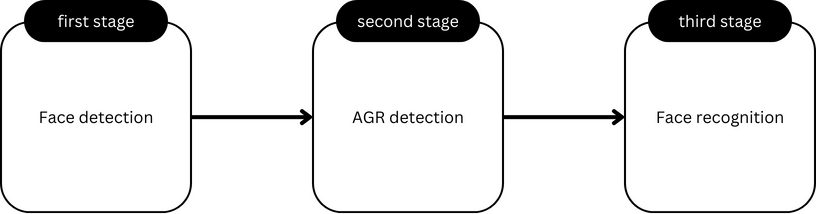 first stage
Face detection
second stage
AGR detection
third stage
Face recognition